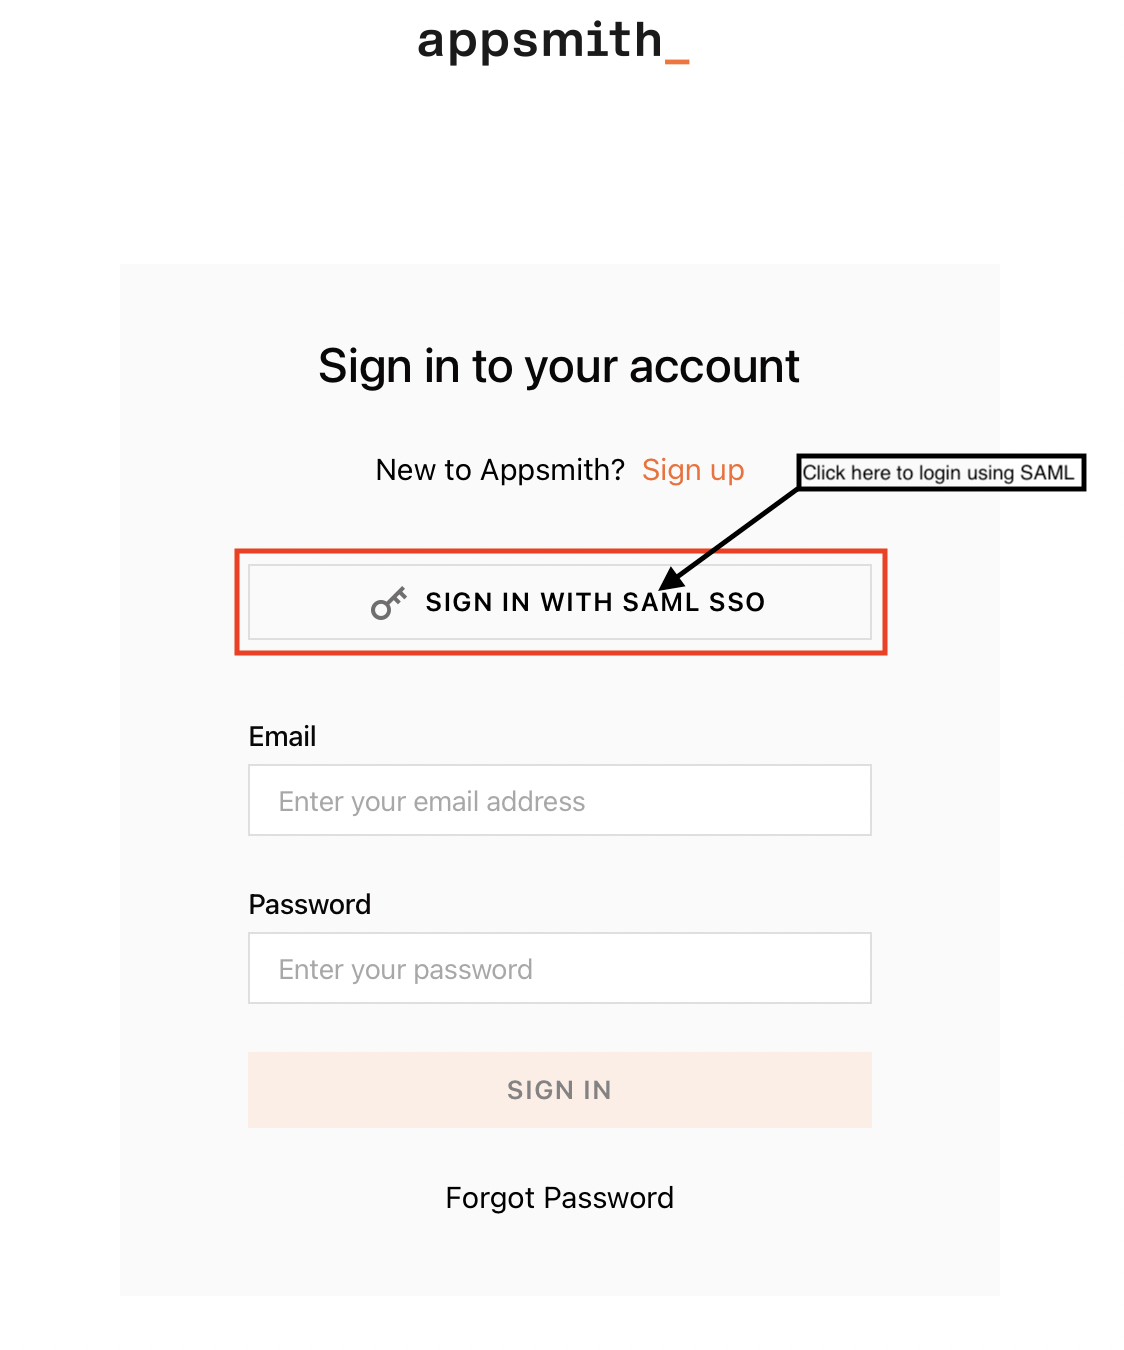 appsmith_
Sign in to your account
New to Appsmith? Sign up
Click here to login using SAML
SIGN IN WITH SAML SSO
Email
Enter your email address
Password
Enter your password
SIGN IN
Forgot Password